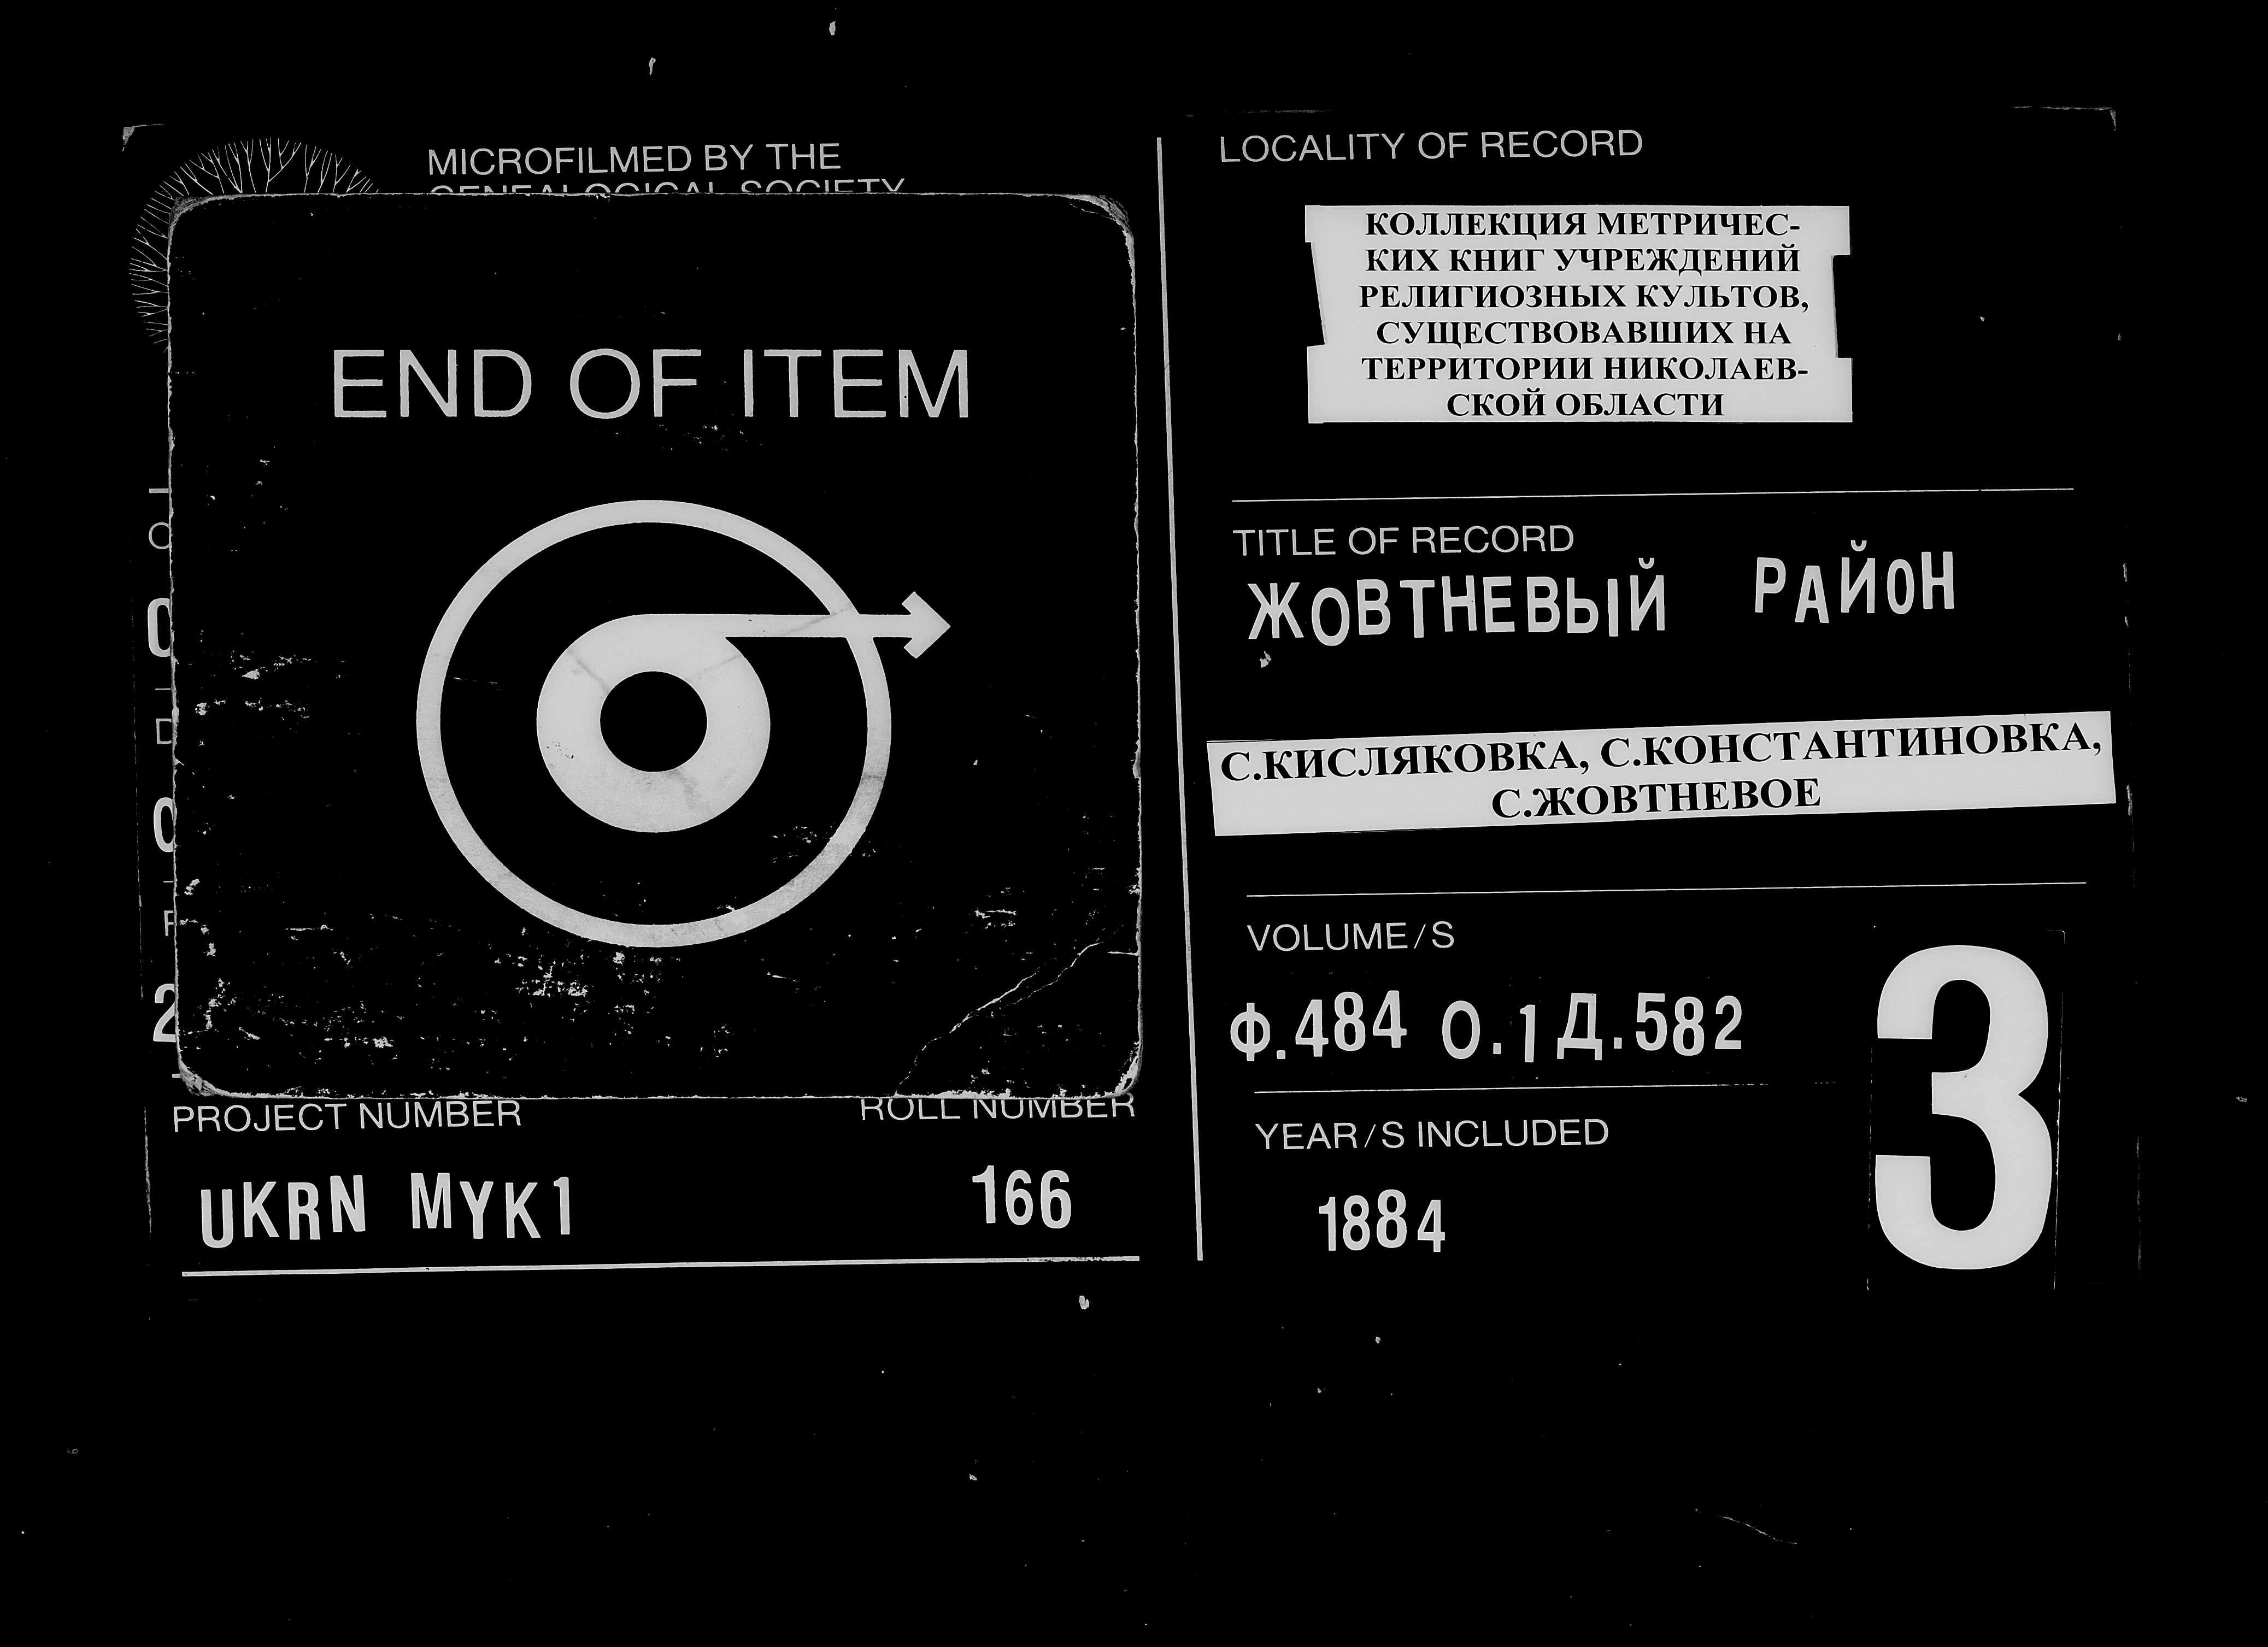 MICROFILMED BY THE
GENEALOGICAL SOCIETY
END OF ITEM
PROJECT NUMBER
ROLL NUMBER
UKRN MYK1
166
LOCALITY OF RECORD
КОЛЛЕКЦИЯ МЕТРИЧЕС-
КИХ КНИГ УЧРЕЖДЕНИЙ
РЕЛИГИОЗНЫХ КУЛЬТОВ,
СУЩЕСТВОВАВШИХ НА
ТЕРРИТОРИИ НИКОЛАЕВ-
СКОЙ ОБЛАСТИ
TITLE OF RECORD
ЖОВТНЕВЫЙ РАЙОН
С.КИСЛЯКОВКА, С.КОНСТАНТИНОВКА,
С.ЖОВТНЕВОЕ
VOLUME/S
Ф.484 О.1 Д.582
YEAR/S INCLUDED
1884
3